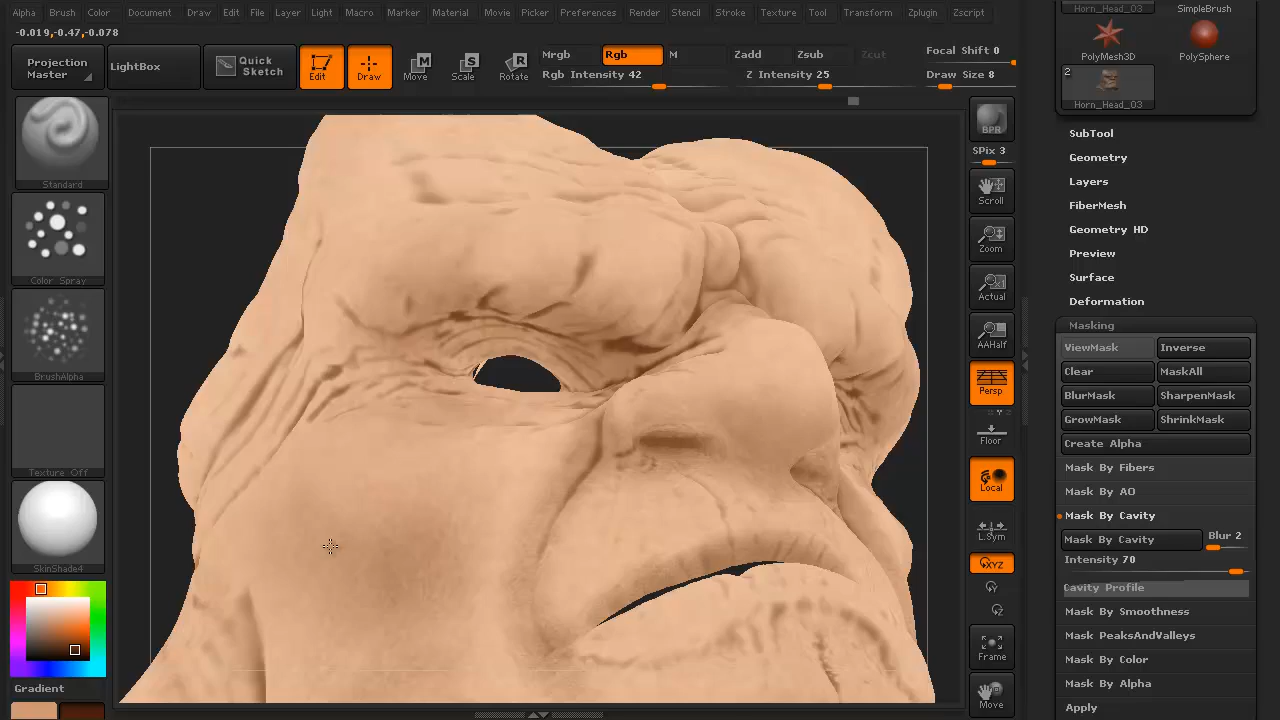 Alpha Brush Color Document Draw Edit File Layer Light Macro Marker Material Movie Picker Preferences Render Stencil Stroke Texture Tool Transform Zplugin Zscript
-0.019,-0.47,-0.078
Projection Master
LightBox
Quick Sketch
Edit
Draw
Move
Scale
Rotate
Mrgb
Rgb
M
Zadd
Zsub
Zcut
Focal Shift 0
Rgb Intensity 42
Z Intensity 25
Draw Size 8
Standard
Color_Spray
BrushAlpha
Texture_Off
SkinShade4
Gradient
BPR
SPix 3
Scroll
Zoom
Actual
AAHalf
Persp
Floor
Local
L.Sym
XYZ
Y
Z
Frame
Move
Horn_Head_03
SimpleBrush
PolyMesh3D
PolySphere
2
Horn_Head_03
SubTool
Geometry
Layers
FiberMesh
Geometry HD
Preview
Surface
Deformation
Masking
ViewMask
Inverse
Clear
MaskAll
BlurMask
SharpenMask
GrowMask
ShrinkMask
Create Alpha
Mask By Fibers
Mask By AO
Mask By Cavity
Mask By Cavity
Blur 2
Intensity 70
Cavity Profile
Mask By Smoothness
Mask PeaksAndValleys
Mask By Color
Mask By Alpha
Apply